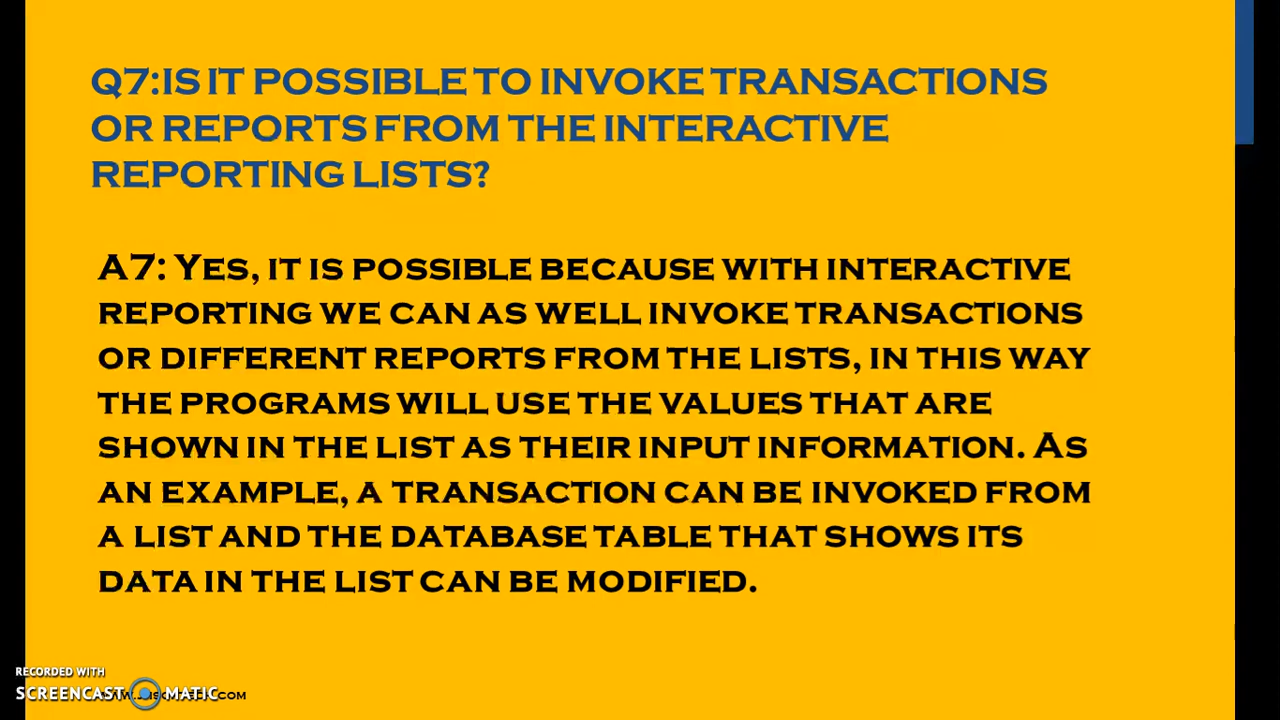 Q7:IS IT POSSIBLE TO INVOKE TRANSACTIONS
OR REPORTS FROM THE INTERACTIVE
REPORTING LISTS?
A7: YES, IT IS POSSIBLE BECAUSE WITH INTERACTIVE
REPORTING WE CAN AS WELL INVOKE TRANSACTIONS
OR DIFFERENT REPORTS FROM THE LISTS, IN THIS WAY
THE PROGRAMS WILL USE THE VALUES THAT ARE
SHOWN IN THE LIST AS THEIR INPUT INFORMATION. AS
AN EXAMPLE, A TRANSACTION CAN BE INVOKED FROM
A LIST AND THE DATABASE TABLE THAT SHOWS ITS
DATA IN THE LIST CAN BE MODIFIED.
RECORDED WITH
SCREENCAST MATIC